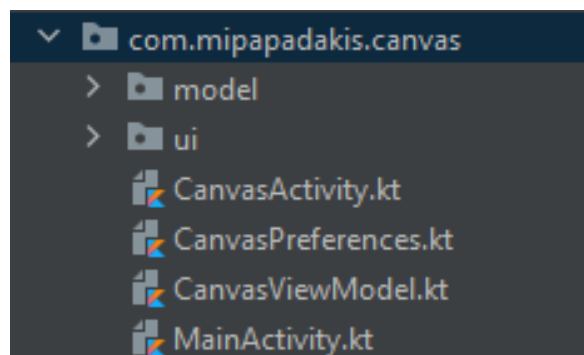 com.mipapadakis.canvas
model
ui
CanvasActivity.kt
CanvasPreferences.kt
CanvasViewModel.kt
MainActivity.kt